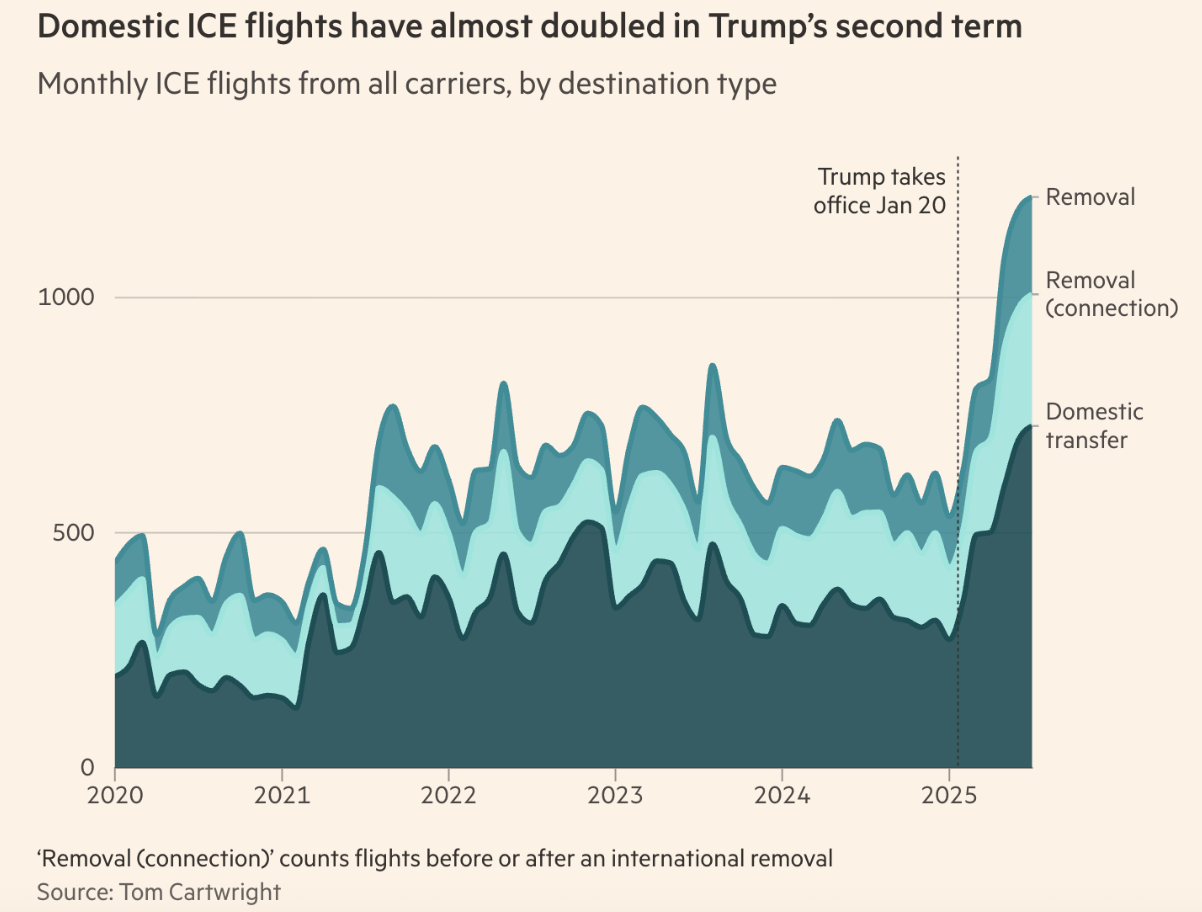 Domestic ICE flights have almost doubled in Trump’s second term
Monthly ICE flights from all carriers, by destination type
Trump takes
office Jan 20
Removal
Removal
(connection)
Domestic
transfer
1000
500
0
2020
2021
2022
2023
2024
2025
‘Removal (connection)’ counts flights before or after an international removal
Source: Tom Cartwright